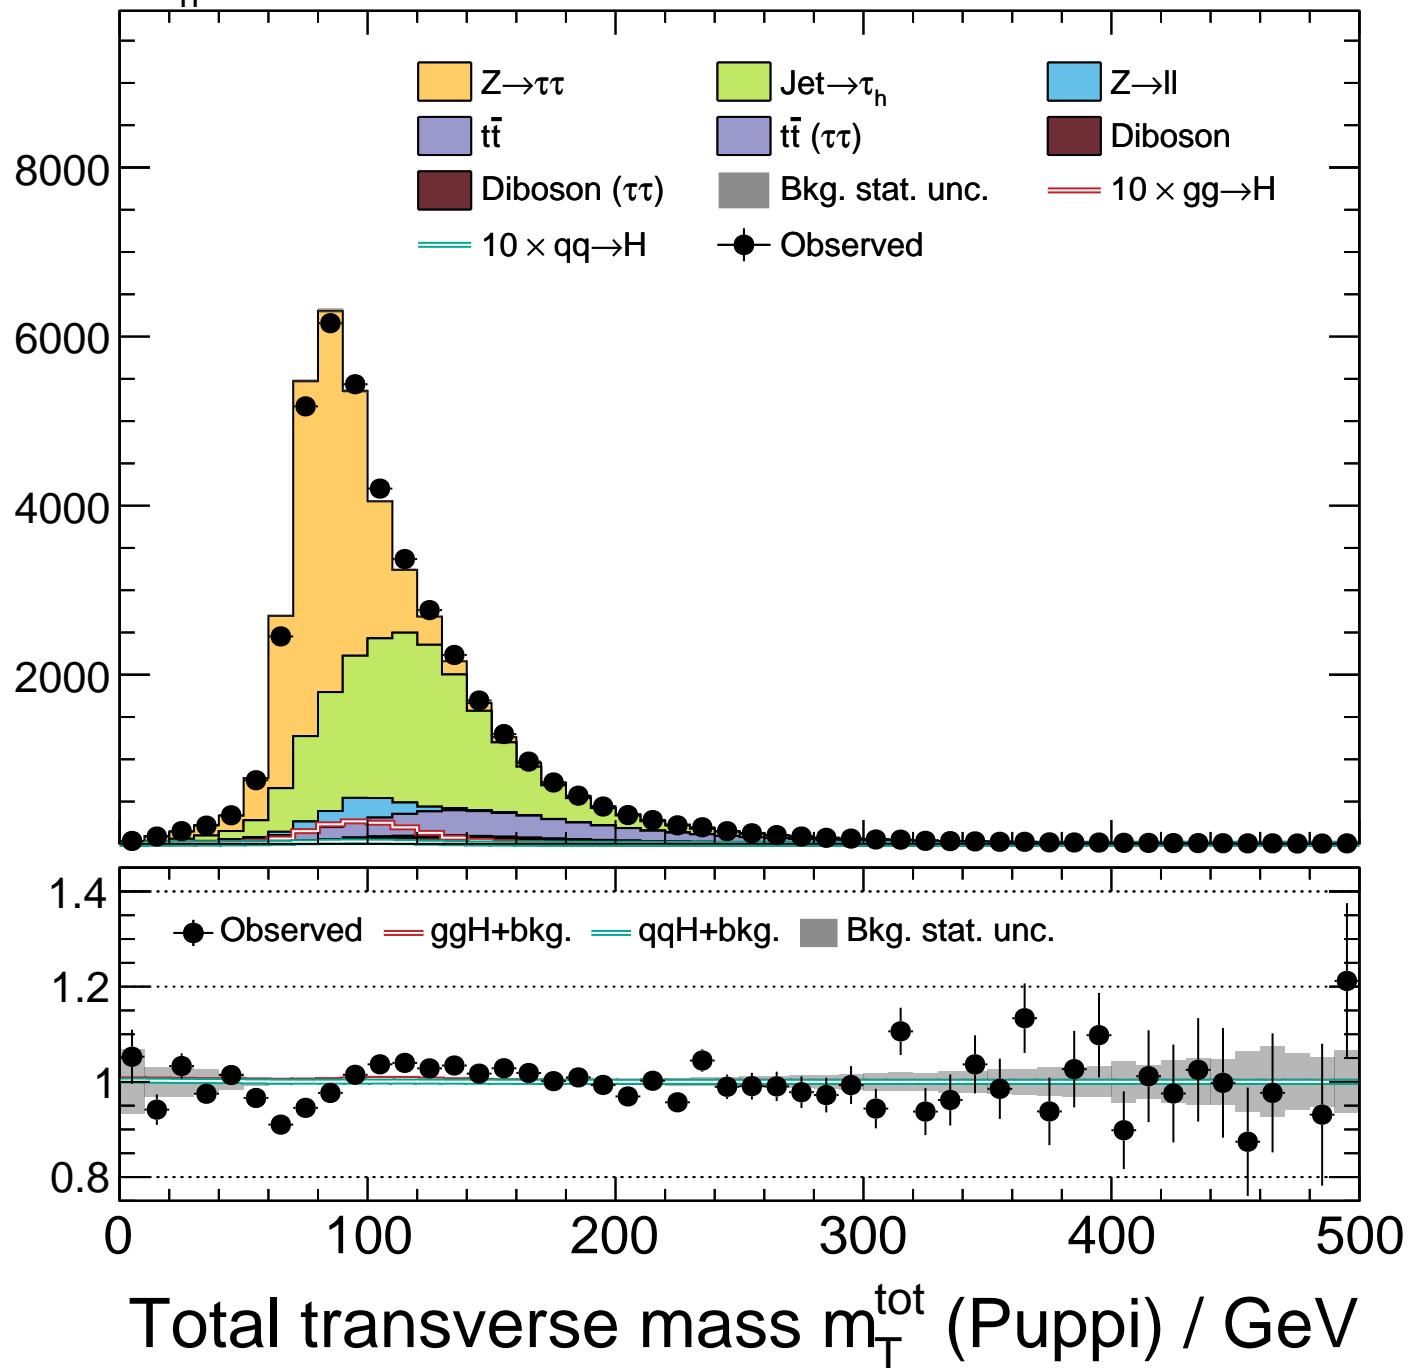 Z→ττ Jet→τh Z→ll
tt̄ tt̄ (ττ) Diboson
Diboson (ττ) Bkg. stat. unc. 10 × gg→H
10 × qq→H Observed
8000
6000
4000
2000
1.4
Observed ggH+bkg. qqH+bkg. Bkg. stat. unc.
1.2
1
0.8
0 100 200 300 400 500
Total transverse mass m_T^tot (Puppi) / GeV